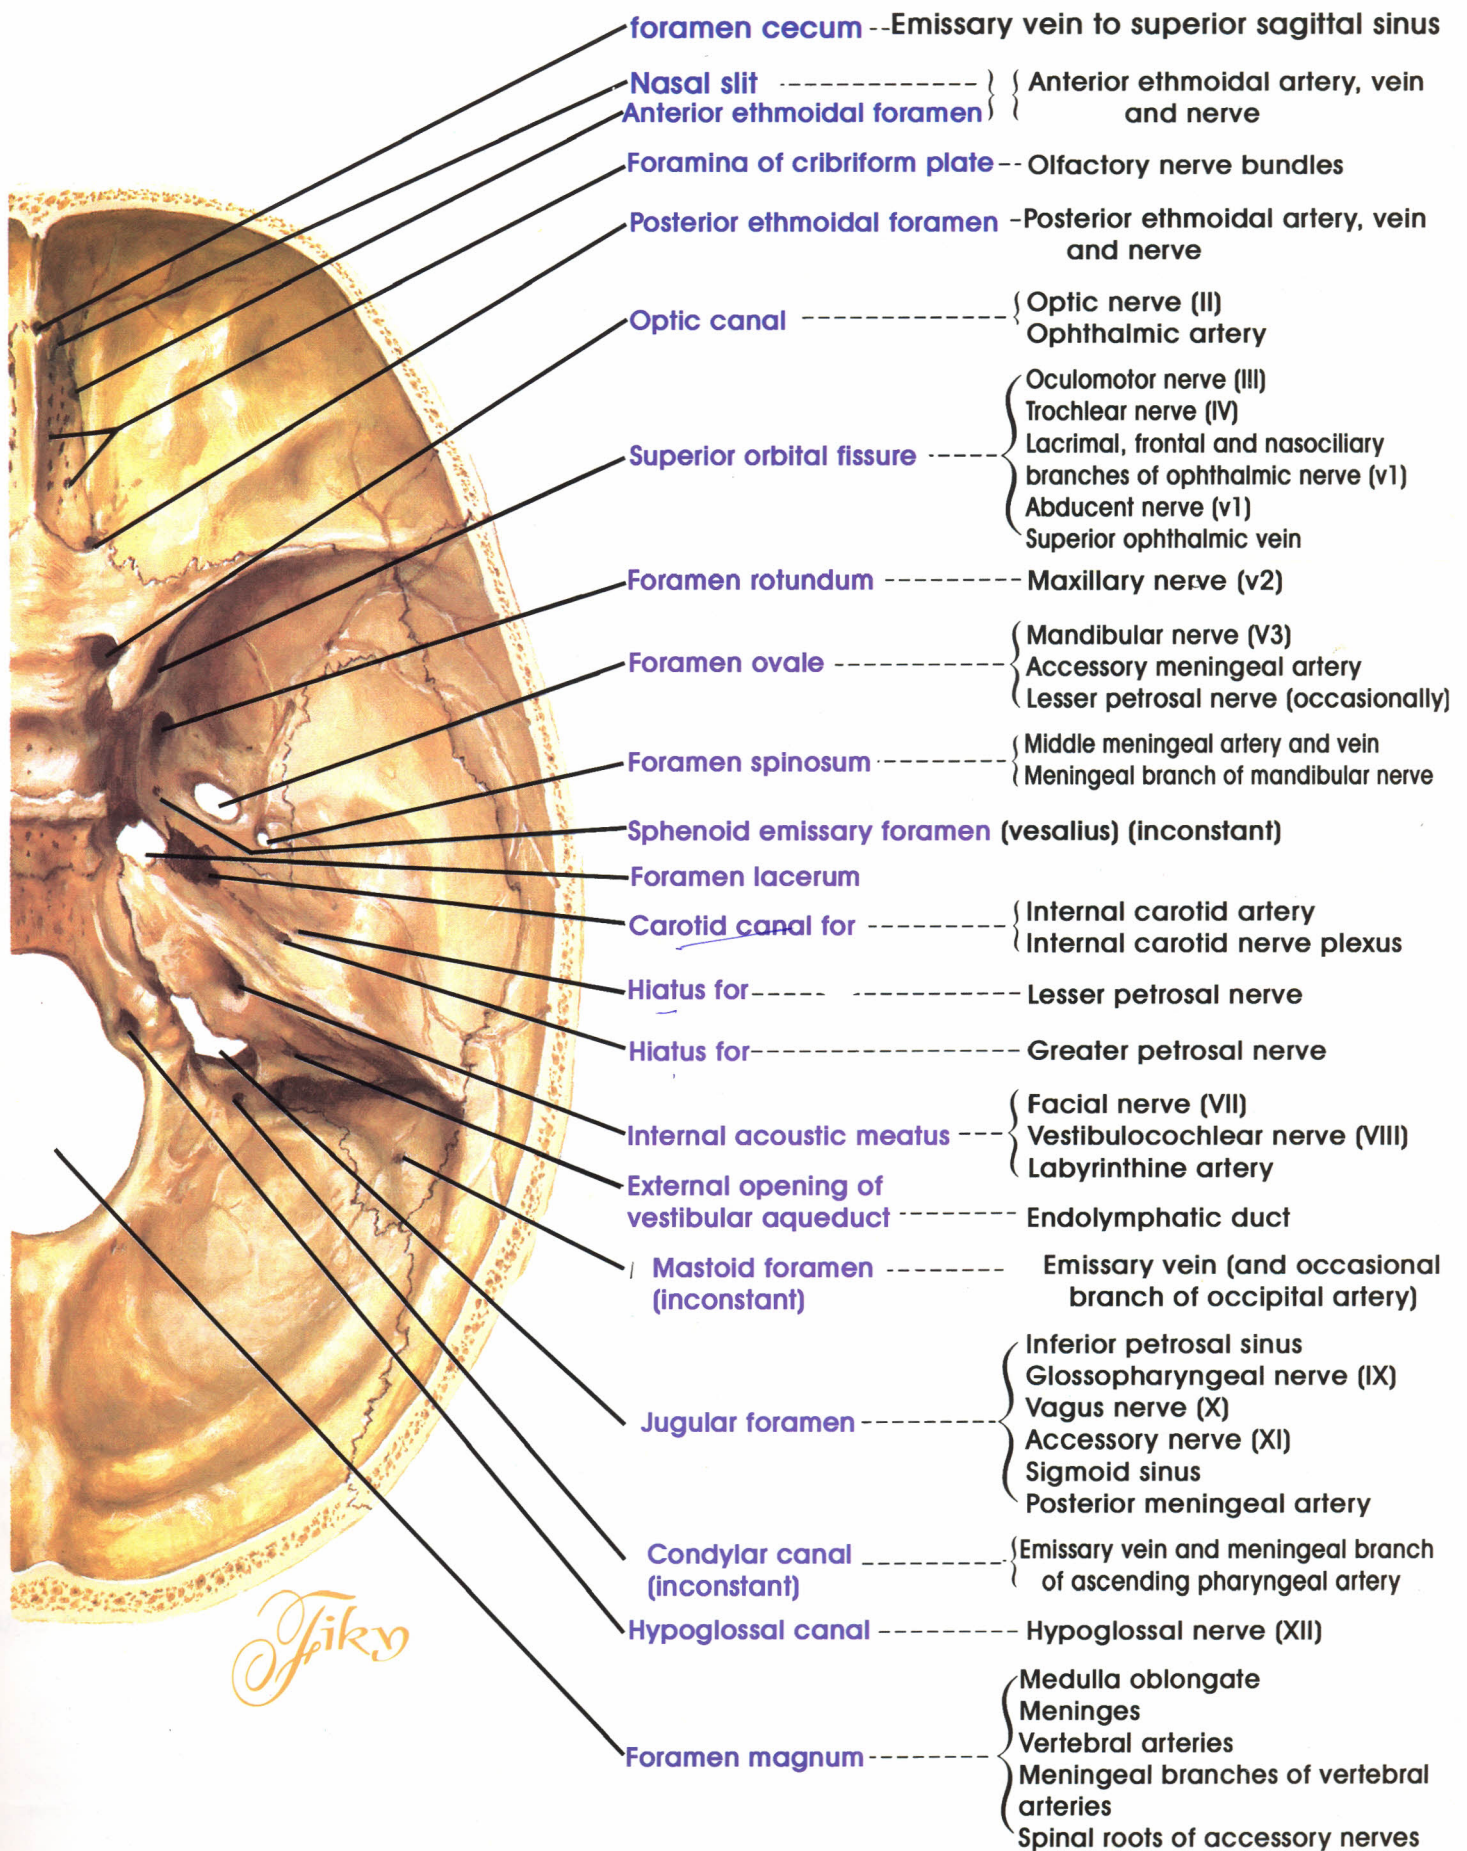 foramen cecum --Emissary vein to superior sagittal sinus
Nasal slit
Anterior ethmoidal foramen
Anterior ethmoidal artery, vein
and nerve
Foramina of cribriform plate -- Olfactory nerve bundles
Posterior ethmoidal foramen -Posterior ethmoidal artery, vein
and nerve
Optic canal
Optic nerve (II)
Ophthalmic artery
Superior orbital fissure
Oculomotor nerve (III)
Trochlear nerve (IV)
Lacrimal, frontal and nasociliary
branches of ophthalmic nerve (v1)
Abducent nerve (v1)
Superior ophthalmic vein
Foramen rotundum -------- Maxillary nerve (v2)
Foramen ovale
Mandibular nerve (V3)
Accessory meningeal artery
Lesser petrosal nerve (occasionally)
Foramen spinosum
Middle meningeal artery and vein
Meningeal branch of mandibular nerve
Sphenoid emissary foramen (vesalius) (inconstant)
Foramen lacerum
Carotid canal for
Internal carotid artery
Internal carotid nerve plexus
Hiatus for ---------- Lesser petrosal nerve
Hiatus for ---------- Greater petrosal nerve
Internal acoustic meatus
Facial nerve (VII)
Vestibulocochlear nerve (VIII)
Labyrinthine artery
External opening of
vestibular aqueduct -------- Endolymphatic duct
Mastoid foramen -------- Emissary vein (and occasional
(inconstant) branch of occipital artery)
Jugular foramen
Inferior petrosal sinus
Glossopharyngeal nerve (IX)
Vagus nerve (X)
Accessory nerve (XI)
Sigmoid sinus
Posterior meningeal artery
Condylar canal
(inconstant)
Emissary vein and meningeal branch
of ascending pharyngeal artery
Hypoglossal canal -------- Hypoglossal nerve (XII)
Foramen magnum
Medulla oblongate
Meninges
Vertebral arteries
Meningeal branches of vertebral
arteries
Spinal roots of accessory nerves
Fiky